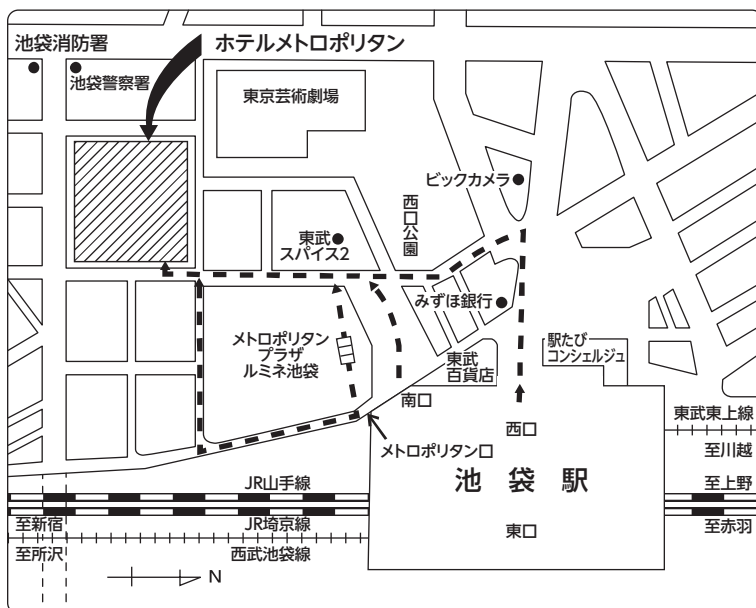 池袋消防署
ホテルメトロポリタン
池袋警察署
東京芸術劇場
ビックカメラ
西口公園
東武
スパイス2
みずほ銀行
メトロポリタン
プラザ
ルミネ池袋
東武
百貨店
駅たび
コンシェルジュ
南口
西口
東武東上線
メトロポリタン口
至川越
池袋駅
JR山手線
至上野
至新宿
JR埼京線
東口
至赤羽
至所沢
西武池袋線
N